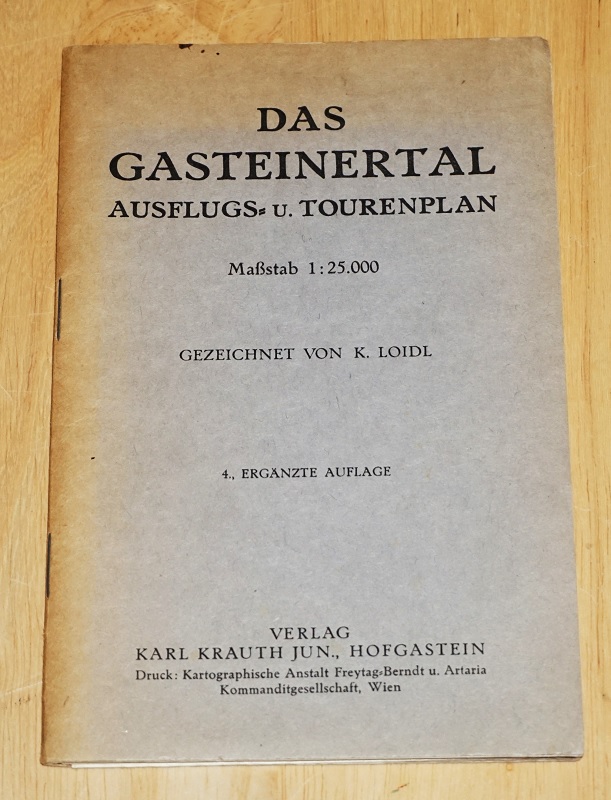 DAS
GASTEINERTAL
AUSFLUGS= U. TOURENPLAN
Maßstab 1:25.000
GEZEICHNET VON K. LOIDL
4., ERGÄNZTE AUFLAGE
VERLAG
KARL KRAUTH JUN., HOFGASTEIN
Druck: Kartographische Anstalt Freytag=Berndt u. Artaria
Kommanditgesellschaft, Wien